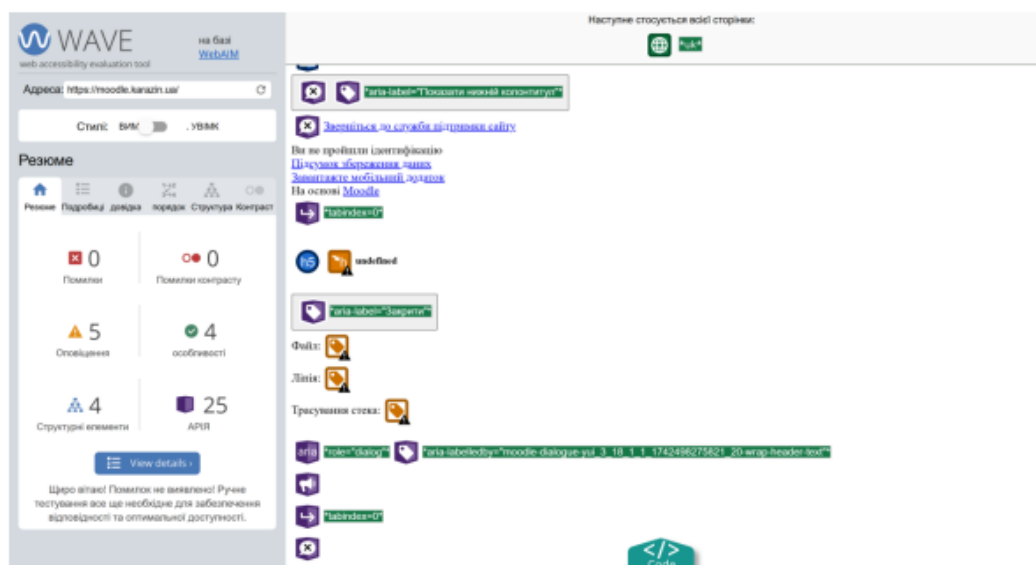 WAVE
web accessibility evaluation tool
на базі
WebAIM
Адреса: https://moodle.karazin.ua/
Стилі: ВИМ , УВІМК
Резюме
Резюме Подробиці довідка порядок Структура Контраст
0
Помилки
0
Помилки контрасту
5
Оповіщення
4
особливості
4
Структурні елементи
25
АРІЯ
View details ›
Щиро вітаю! Помилок не виявлено! Ручне
тестування все ще необхідне для забезпечення
відповідності та оптимальної доступності.
Наступне стосується всієї сторінки:
*uk*
*aria-label="Показати нижній колонтитул"*
Зверніться до служби підтримки сайту
Ви не пройшли ідентифікацію
Підсумок збереження даних
Завантажте мобільний додаток
На основі Moodle
*tabindex=0*
h5 undefined
*aria-label="Закрити"*
Файл:
Лінія:
Трасування стека:
aria *role="dialog"* *aria-labelledby="moodle-dialogue-yui_3_18_1_1_1742496275821_20-wrap-header-text"*
*tabindex=0*
</>
Code